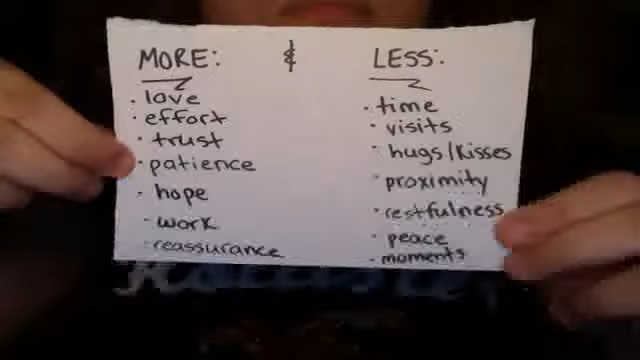 MORE: & LESS:
· love
· effort
· trust
· patience
· hope
· work
· reassurance
· time
· visits
· hugs/kisses
· proximity
· restfulness
· peace
· moments